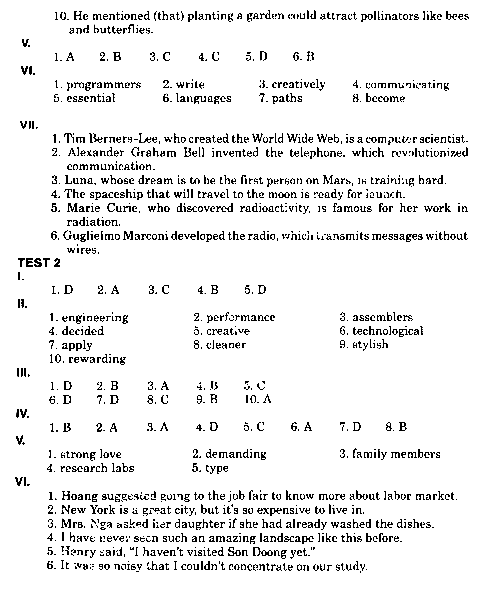 10. He mentioned (that) planting a garden could attract pollinators like bees
and butterflies.
V.
1. A 2. B 3. C 4. C 5. D 6. B
VI.
1. programmers 2. write 3. creatively 4. communicating
5. essential 6. languages 7. paths 8. become
VII.
1. Tim Berners-Lee, who created the World Wide Web, is a computer scientist.
2. Alexander Graham Bell invented the telephone, which revolutionized
communication.
3. Luna, whose dream is to be the first person on Mars, is training hard.
4. The spaceship that will travel to the moon is ready for launch.
5. Marie Curie, who discovered radioactivity, is famous for her work in
radiation.
6. Guglielmo Marconi developed the radio, which transmits messages without
wires.
TEST 2
I.
1. D 2. A 3. C 4. B 5. D
II.
1. engineering 2. performance 3. assemblers
4. decided 5. creative 6. technological
7. apply 8. cleaner 9. stylish
10. rewarding
III.
1. D 2. B 3. A 4. B 5. C
6. D 7. D 8. C 9. B 10. A
IV.
1. B 2. A 3. A 4. D 5. C 6. A 7. D 8. B
V.
1. strong love 2. demanding 3. family members
4. research labs 5. type
VI.
1. Hoang suggested going to the job fair to know more about labor market.
2. New York is a great city, but it's so expensive to live in.
3. Mrs. Nga asked her daughter if she had already washed the dishes.
4. I have never seen such an amazing landscape like this before.
5. Henry said, "I haven't visited Son Doong yet."
6. It was so noisy that I couldn't concentrate on our study.